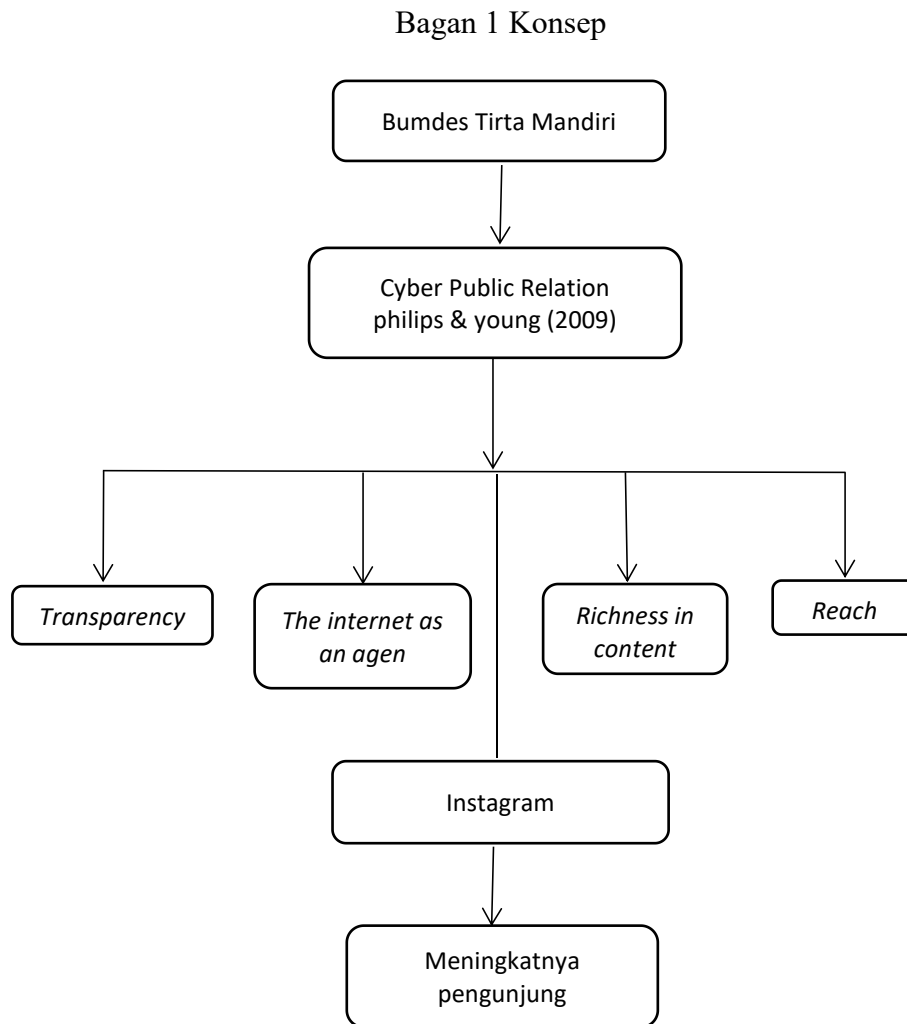 Bagan 1 Konsep
Bumdes Tirta Mandiri
Cyber Public Relation
philips & young (2009)
Transparency
The internet as
an agen
Richness in
content
Reach
Instagram
Meningkatnya
pengunjung